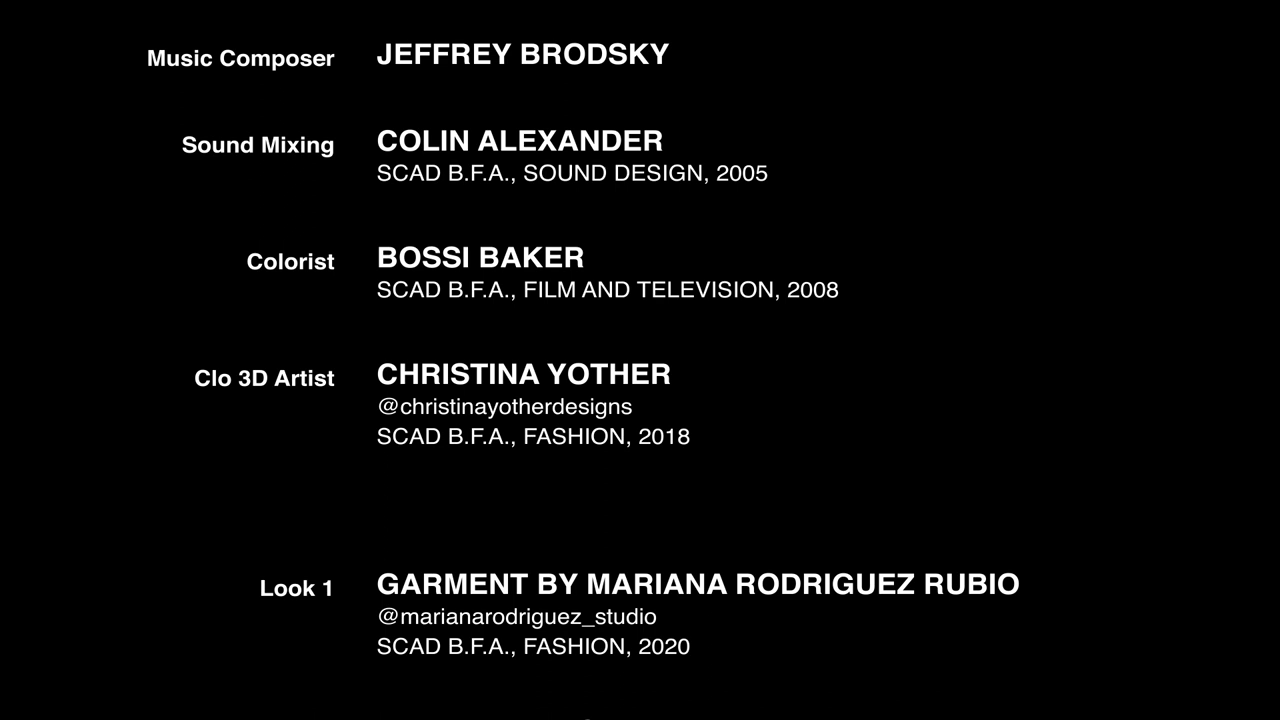 Music Composer JEFFREY BRODSKY
Sound Mixing COLIN ALEXANDER
SCAD B.F.A., SOUND DESIGN, 2005
Colorist BOSSI BAKER
SCAD B.F.A., FILM AND TELEVISION, 2008
Clo 3D Artist CHRISTINA YOTHER
@christinayotherdesigns
SCAD B.F.A., FASHION, 2018
Look 1 GARMENT BY MARIANA RODRIGUEZ RUBIO
@marianarodriguez_studio
SCAD B.F.A., FASHION, 2020